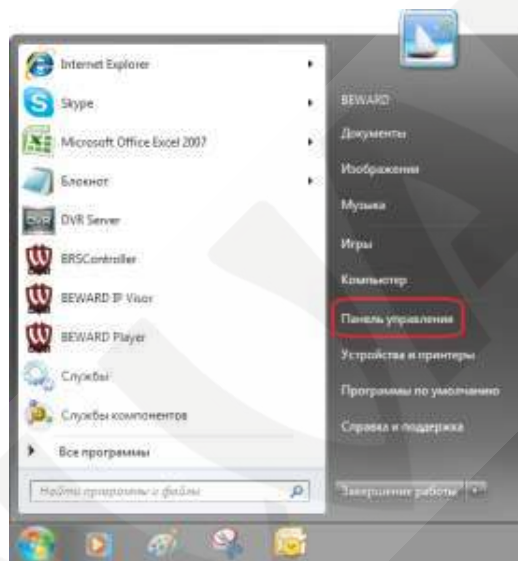 Internet Explorer
Skype
Microsoft Office Excel 2007
Блокнот
DVR Server
BRSController
BEWARD IP Visor
BEWARD Player
Службы
Службы компонентов
Все программы
Найти программы и файлы
BEWARD
Документы
Изображения
Музыка
Игры
Компьютер
Панель управления
Устройства и принтеры
Программы по умолчанию
Справка и поддержка
Завершение работы